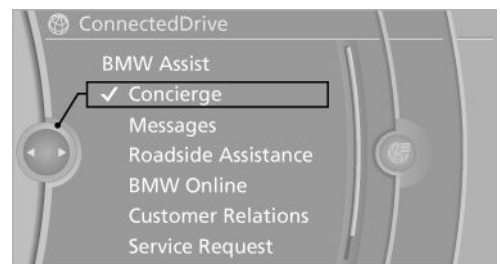 ConnectedDrive
BMW Assist
✓ Concierge
Messages
Roadside Assistance
BMW Online
Customer Relations
Service Request